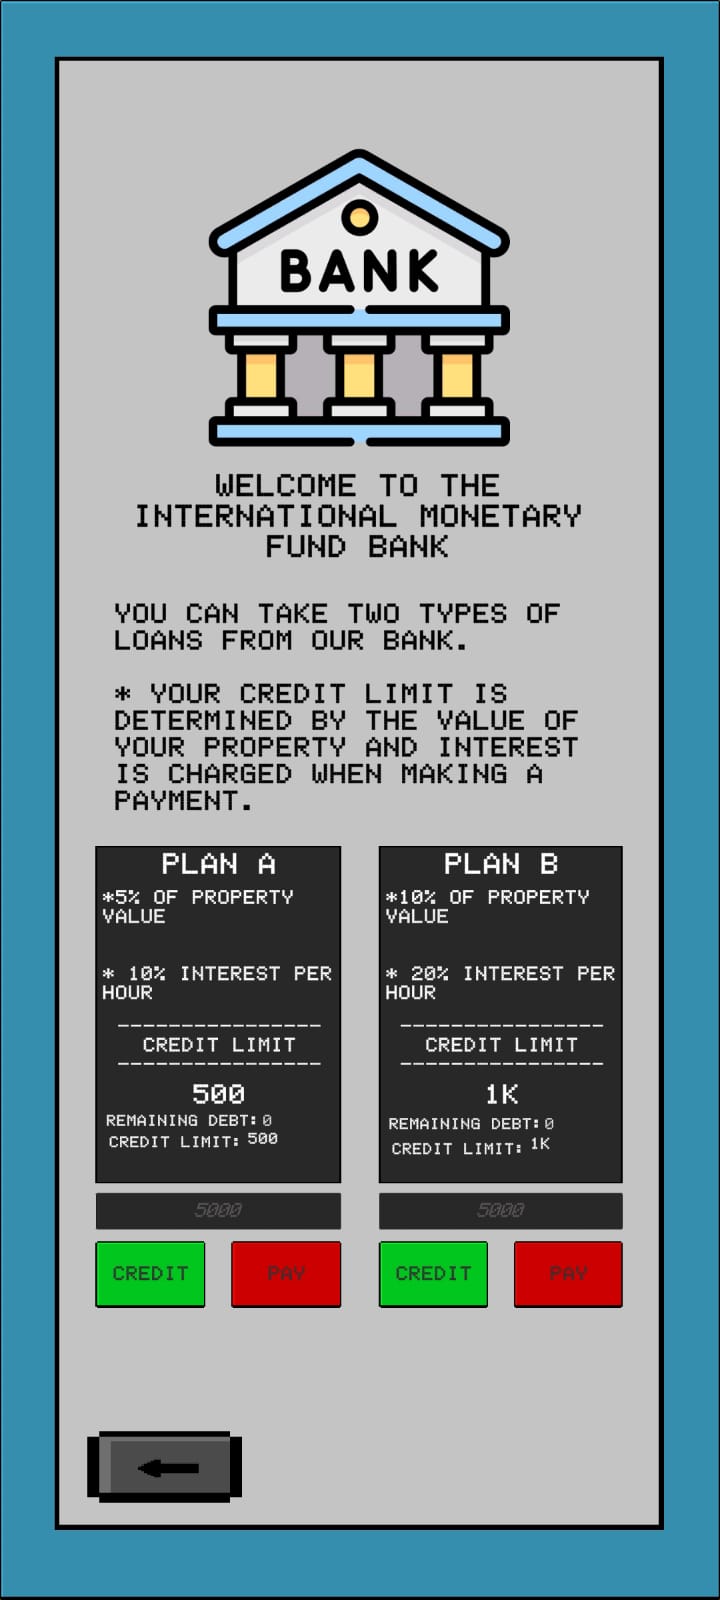 BANK
WELCOME TO THE
INTERNATIONAL MONETARY
FUND BANK
YOU CAN TAKE TWO TYPES OF
LOANS FROM OUR BANK.
* YOUR CREDIT LIMIT IS
DETERMINED BY THE VALUE OF
YOUR PROPERTY AND INTEREST
IS CHARGED WHEN MAKING A
PAYMENT.
PLAN A
*5% OF PROPERTY
VALUE
* 10% INTEREST PER
HOUR
----------------
CREDIT LIMIT
----------------
500
REMAINING DEBT: 0
CREDIT LIMIT: 500
5000
CREDIT
PAY
PLAN B
*10% OF PROPERTY
VALUE
* 20% INTEREST PER
HOUR
----------------
CREDIT LIMIT
----------------
1K
REMAINING DEBT: 0
CREDIT LIMIT: 1K
5000
CREDIT
PAY